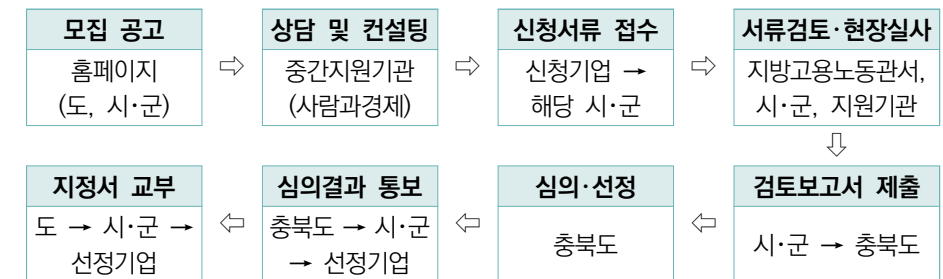 모집 공고
홈페이지
(도, 시·군)
⇨
상담 및 컨설팅
중간지원기관
(사람과경제)
⇨
신청서류 접수
신청기업 →
해당 시·군
⇨
서류검토·현장실사
지방고용노동관서,
시·군, 지원기관
⇩
검토보고서 제출
시·군 → 충북도
⇦
심의·선정
충북도
⇦
심의결과 통보
충북도 → 시·군
→ 선정기업
⇦
지정서 교부
도 → 시·군 →
선정기업